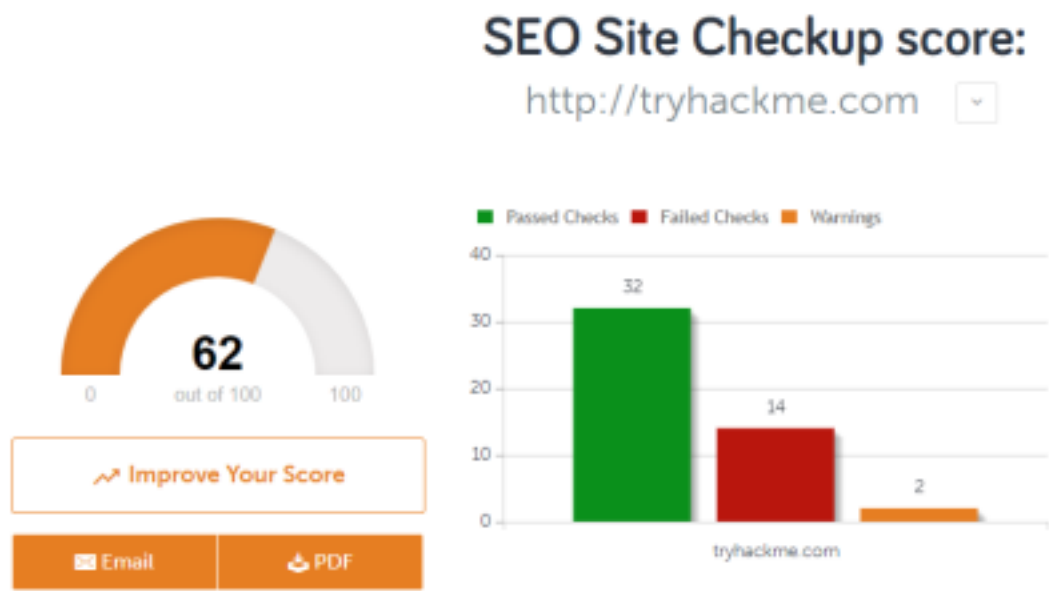 SEO Site Checkup score:
http://tryhackme.com
62
0 out of 100 100
Improve Your Score
Email PDF
Passed Checks Failed Checks Warnings
40
30
20
10
0
32
14
2
tryhackme.com